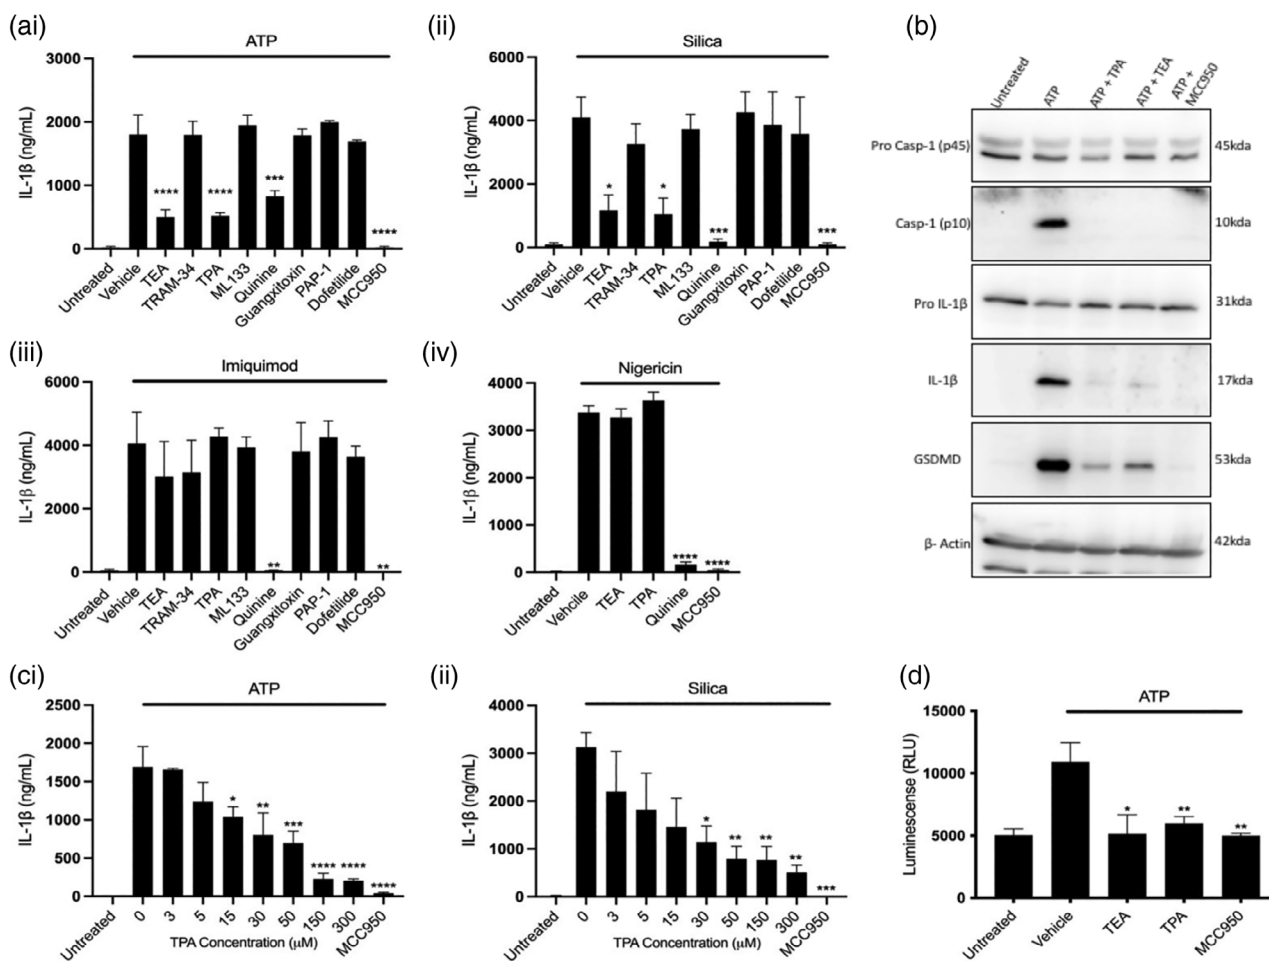 (ai)
ATP
IL-1β (ng/mL)
3000
2000
1000
0
Untreated
Vehicle
TEA
TRAM-34
TPA
ML133
Quinine
Guangxitoxin
PAP-1
Dofetilide
MCC950
****
****
***
****
(ii)
Silica
IL-1β (ng/mL)
6000
4000
2000
0
Untreated
Vehicle
TEA
TRAM-34
TPA
ML133
Quinine
Guangxitoxin
PAP-1
Dofetilide
MCC950
*
*
***
***
(b)
Untreated
ATP
ATP + TPA
ATP + TEA
ATP +
MCC950
Pro Casp-1 (p45)
45kda
Casp-1 (p10)
10kda
Pro IL-1β
31kda
IL-1β
17kda
GSDMD
53kda
β- Actin
42kda
(iii)
Imiquimod
IL-1β (ng/mL)
6000
4000
2000
0
Untreated
Vehicle
TEA
TRAM-34
TPA
ML133
Quinine
Guangxitoxin
PAP-1
Dofetilide
MCC950
**
**
(iv)
Nigericin
IL-1β (ng/mL)
4000
3000
2000
1000
0
Untreated
Vehcile
TEA
TPA
Quinine
MCC950
****
****
(ci)
ATP
IL-1β (ng/mL)
2500
2000
1500
1000
500
0
Untreated
0
3
5
15
30
50
150
300
MCC950
*
**
***
****
****
****
TPA Concentration (μM)
(ii)
Silica
IL-1β (ng/mL)
4000
3000
2000
1000
0
Untreated
0
3
5
15
30
50
150
300
MCC950
*
**
**
**
***
TPA Concentration (μM)
(d)
ATP
Luminescense (RLU)
15000
10000
5000
0
Untreated
Vehicle
TEA
TPA
MCC950
*
**
**